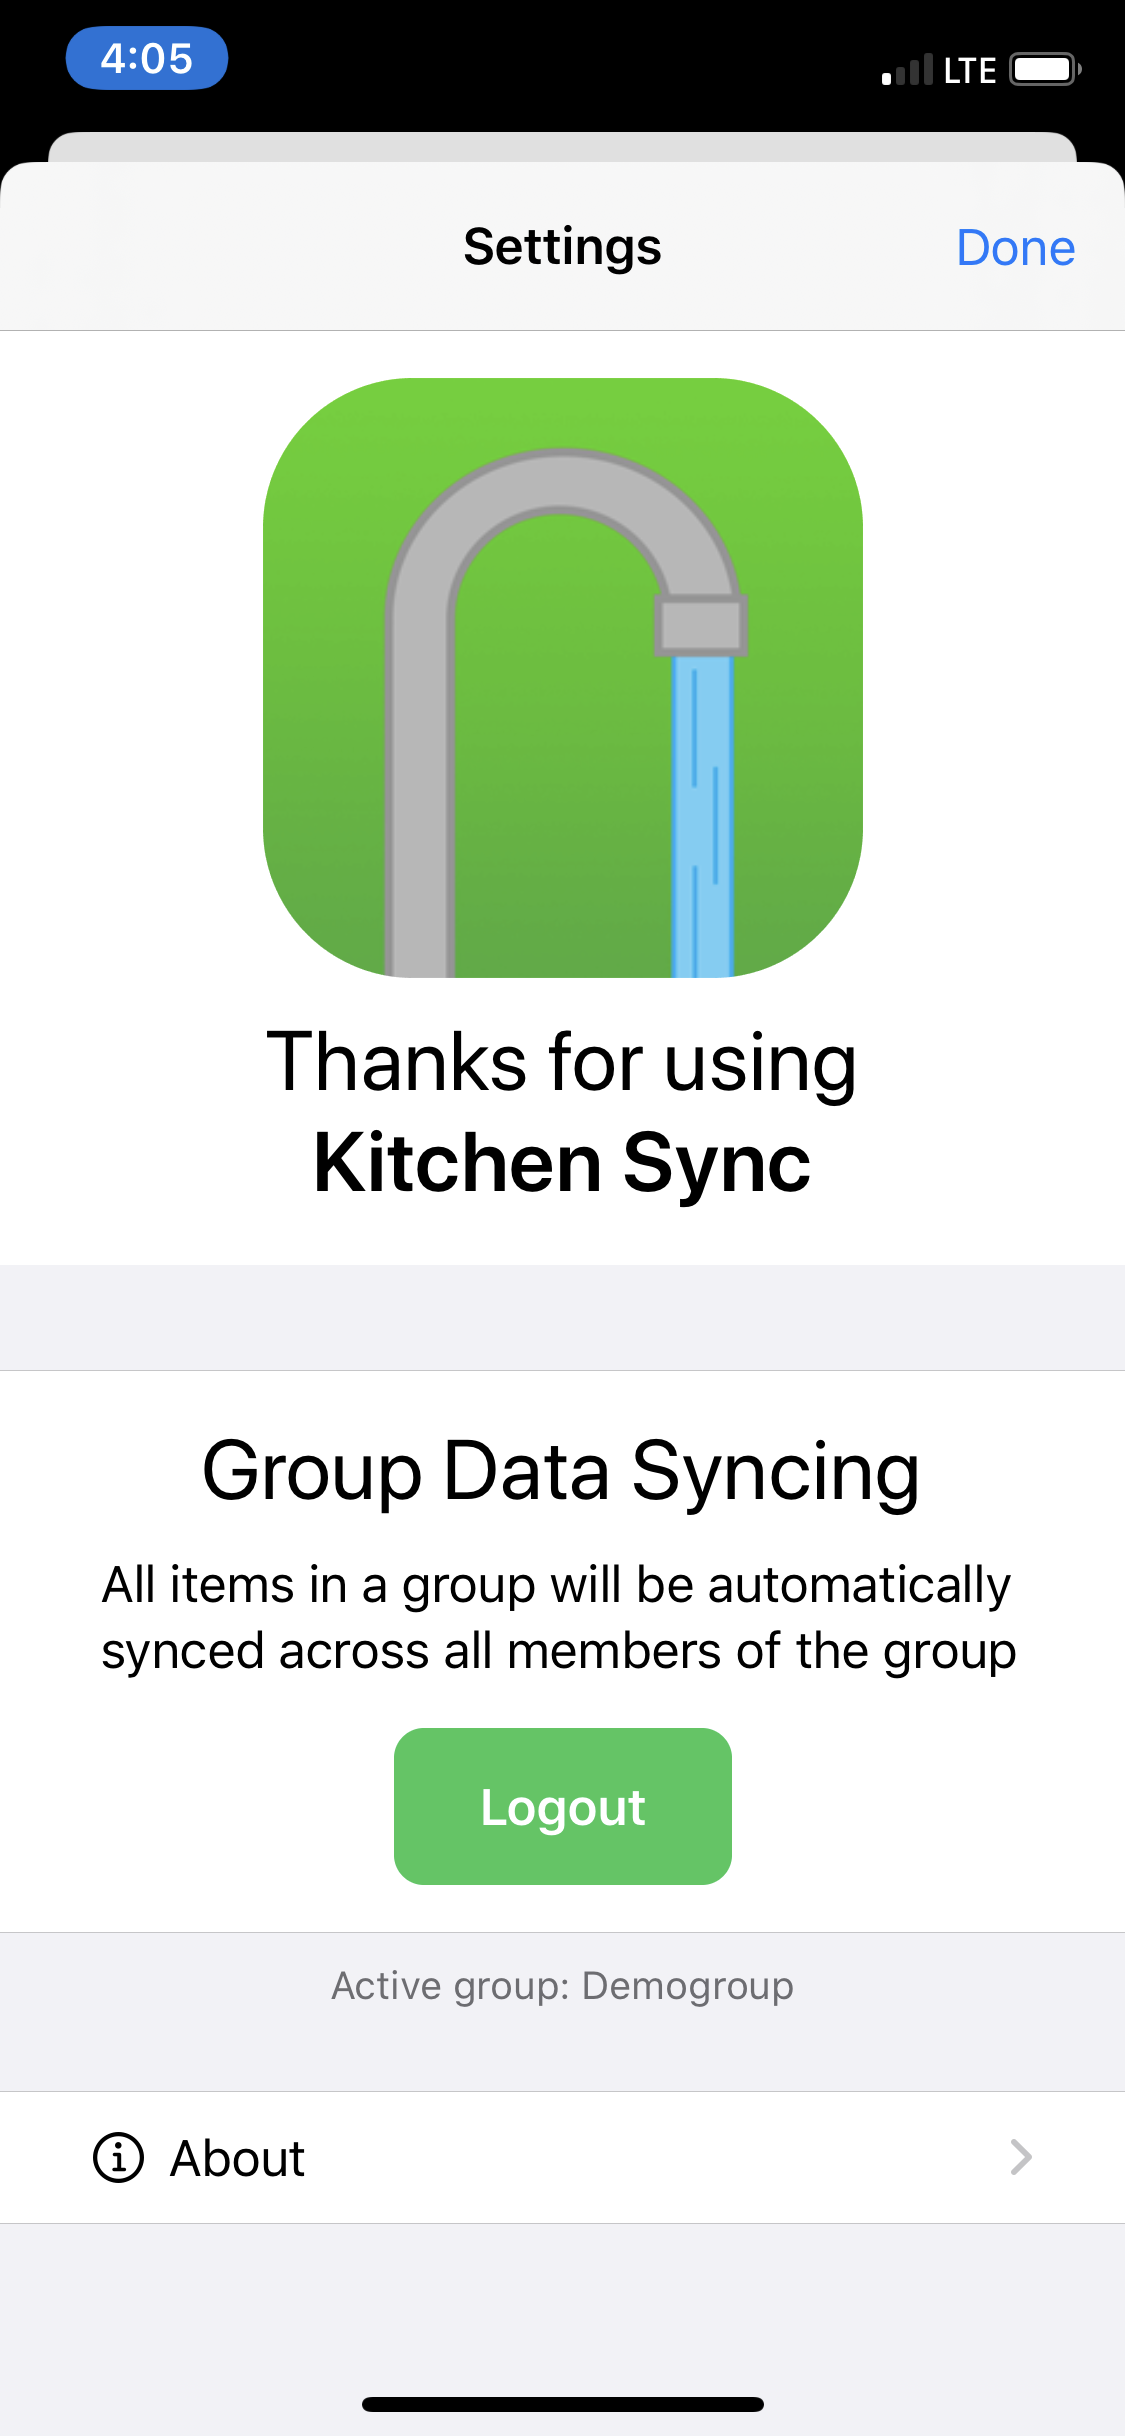 4:05
LTE
Settings
Done
Thanks for using
Kitchen Sync
Group Data Syncing
All items in a group will be automatically
synced across all members of the group
Logout
Active group: Demogroup
About